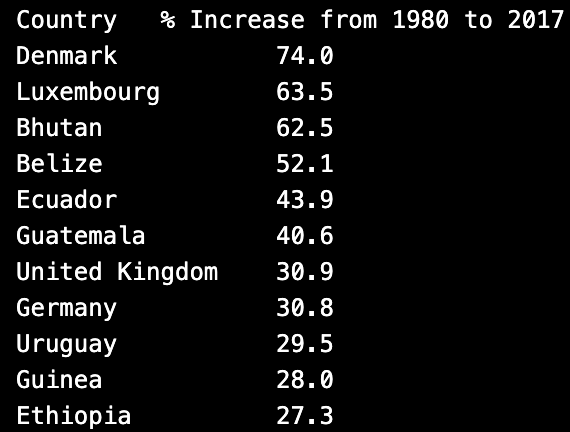 Country % Increase from 1980 to 2017
Denmark 74.0
Luxembourg 63.5
Bhutan 62.5
Belize 52.1
Ecuador 43.9
Guatemala 40.6
United Kingdom 30.9
Germany 30.8
Uruguay 29.5
Guinea 28.0
Ethiopia 27.3